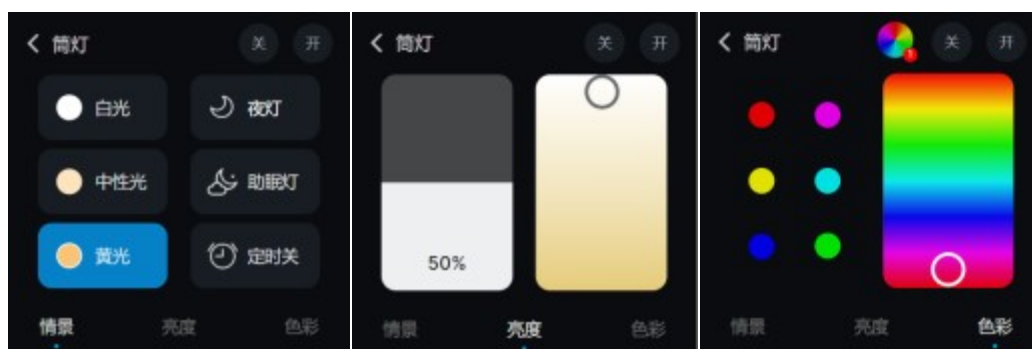 筒灯 关 开
白光 夜灯
中性光 助眠灯
黄光 定时关
情景 亮度 色彩
筒灯 关 开
50%
情景 亮度 色彩
筒灯 1 关 开
情景 亮度 色彩